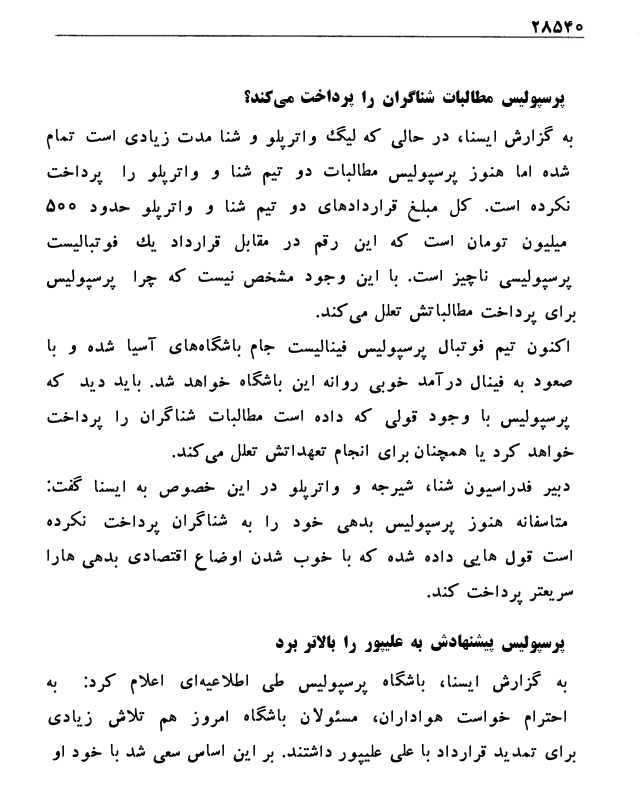 ۲۸۵۴۰
پرسپولیس مطالبات شناگران را پرداخت می‌کند؟
به گزارش ایسنا، در حالی که لیگ واترپلو و شنا مدت زیادی است تمام
شده اما هنوز پرسپولیس مطالبات دو تیم شنا و واترپلو را پرداخت
نکرده است. کل مبلغ قراردادهای دو تیم شنا و واترپلو حدود ۵۰۰
میلیون تومان است که این رقم در مقابل قرارداد یك فوتبالیست
پرسپولیسی ناچیز است. با این وجود مشخص نیست که چرا پرسپولیس
برای پرداخت مطالباتش تعلل می‌کند.
اکنون تیم فوتبال پرسپولیس فینالیست جام باشگاه‌های آسیا شده و با
صعود به فینال درآمد خوبی روانه این باشگاه خواهد شد. باید دید که
پرسپولیس با وجود قولی که داده است مطالبات شناگران را پرداخت
خواهد کرد یا همچنان برای انجام تعهداتش تعلل می‌کند.
دبیر فدراسیون شنا، شیرجه و واترپلو در این خصوص به ایسنا گفت:
متاسفانه هنوز پرسپولیس بدهی خود را به شناگران پرداخت نکرده
است قول هایی داده شده که با خوب شدن اوضاع اقتصادی بدهی هارا
سریعتر پرداخت کند.
پرسپولیس پیشنهادش به علیپور را بالاتر برد
به گزارش ایسنا، باشگاه پرسپولیس طی اطلاعیه‌ای اعلام کرد: به
احترام خواست هواداران، مسئولان باشگاه امروز هم تلاش زیادی
برای تمدید قرارداد با علی علیپور داشتند. بر این اساس سعی شد با خود او